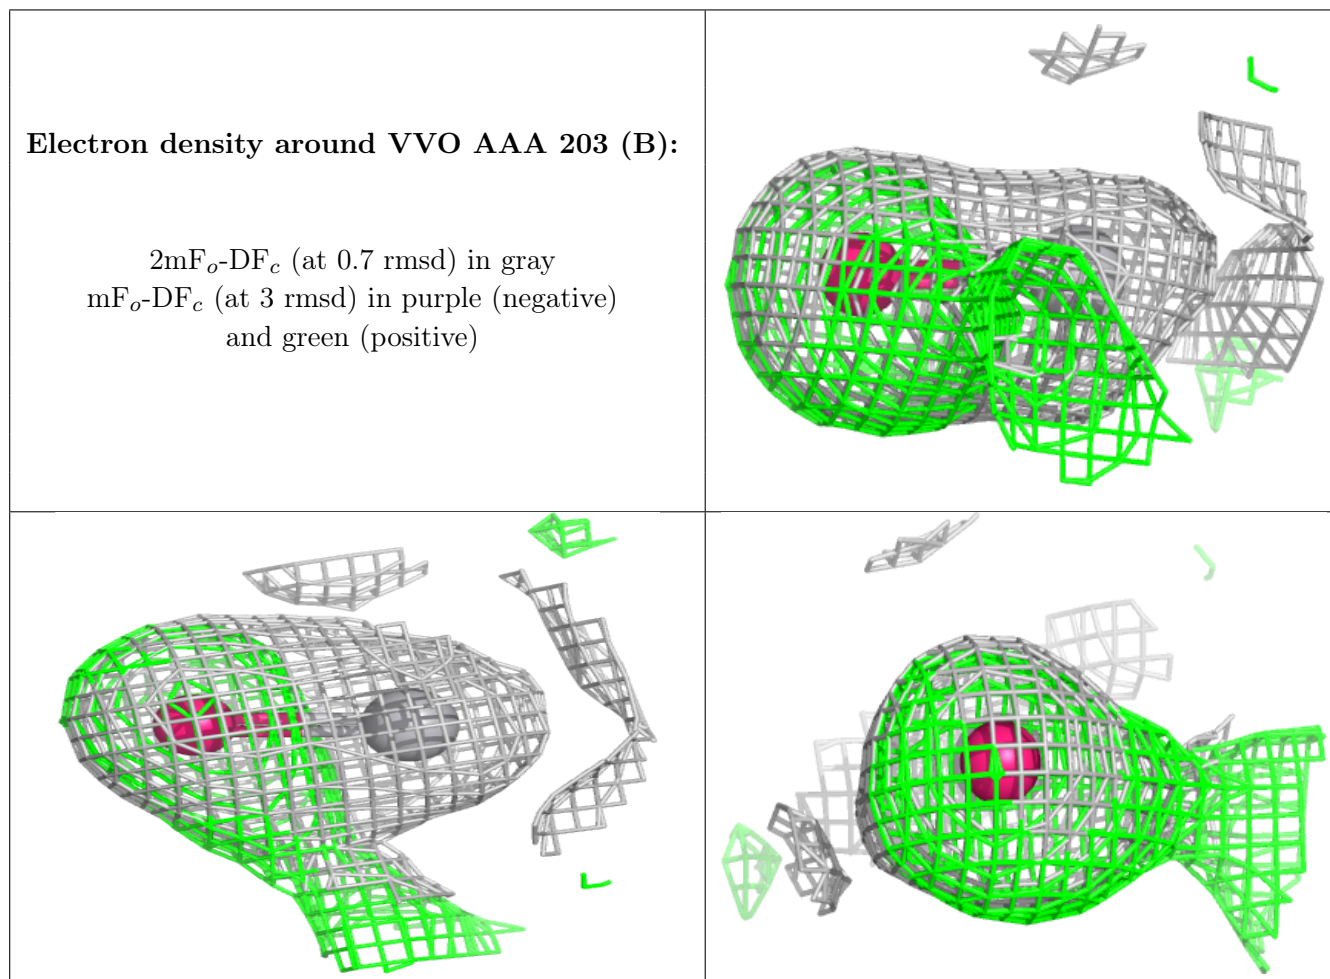 Electron density around VVO AAA 203 (B):
2mFo-DFc (at 0.7 rmsd) in gray
mFo-DFc (at 3 rmsd) in purple (negative)
and green (positive)